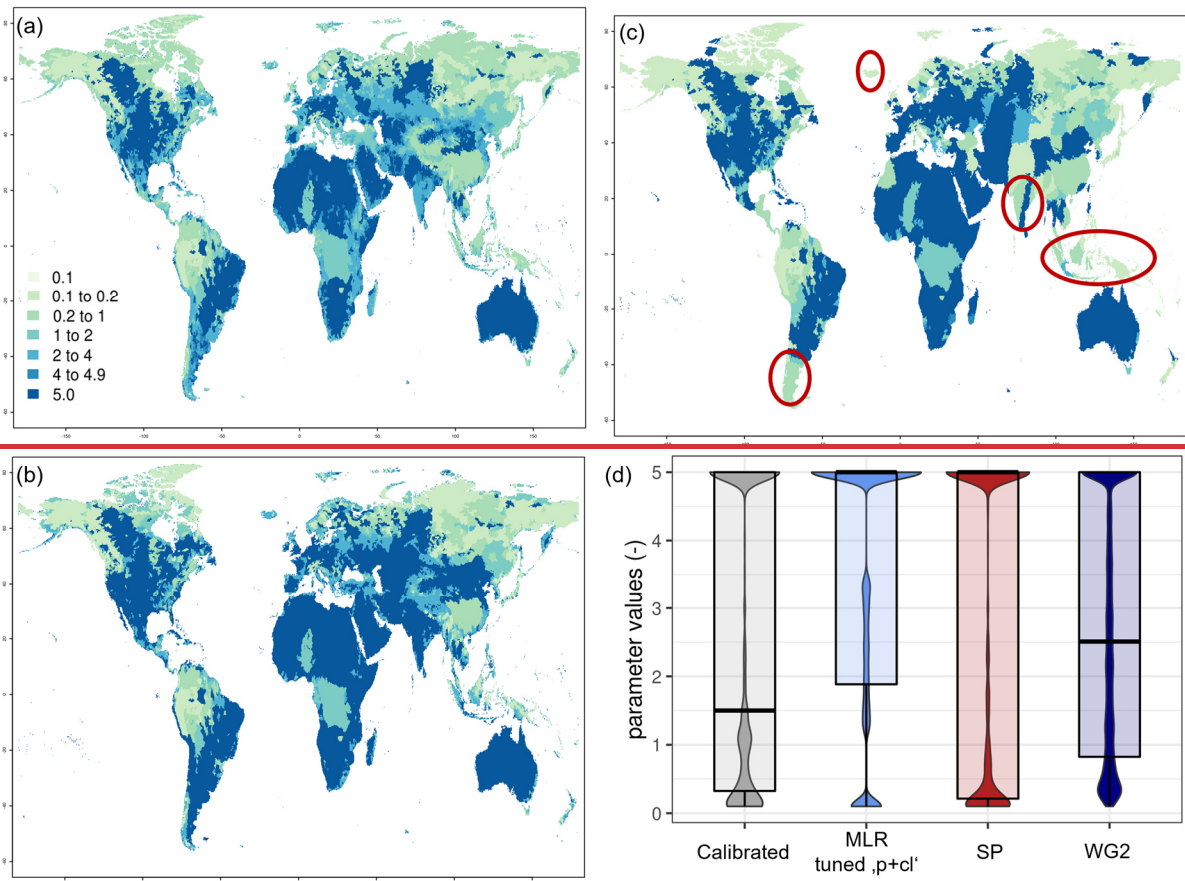 (a)
0.1
0.1 to 0.2
0.2 to 1
1 to 2
2 to 4
4 to 4.9
5.0
-150
-100
-50
0
50
100
150
(c)
(b)
(d)
parameter values (-)
5
4
3
2
1
0
Calibrated
MLR
tuned ‚p+cl‘
SP
WG2